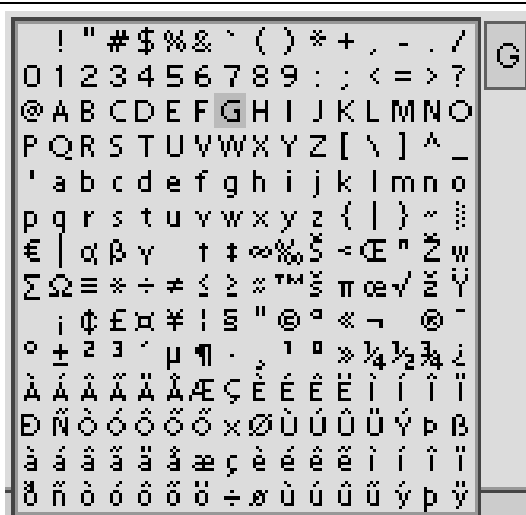 ! " # $ % & ` ( ) * + , - . /
G
0 1 2 3 4 5 6 7 8 9 : ; < = > ?
@ A B C D E F G H I J K L M N O
P Q R S T U V W X Y Z [ \ ] ^ _
' a b c d e f g h i j k l m n o
p q r s t u v w x y z { | } ~
€ | α β γ † ‡ ∞ ‰ Š < Œ " Ž w
Σ Ω ≡ ÷ ≠ ≤ ≥ ™ š π œ √ ž Ÿ
¡ ₵ £ ¤ ¥ ¦ § " © ª « ¬ ® ¯
° ± ² ³ ´ µ ¶ · ¸ ¹ º » ¼ ½ ¾ ¿
À Á Â Ã Ä Å Æ Ç È É Ê Ë Ì Í Î Ï
Ð Ñ Ò Ó Ô Õ Ö × Ø Ù Ú Û Ü Ý Þ ß
à á â ã ä å æ ç è é ê ë ì í î ï
ð ñ ò ó ô õ ö ÷ ø ù ú û ü ý þ ÿ